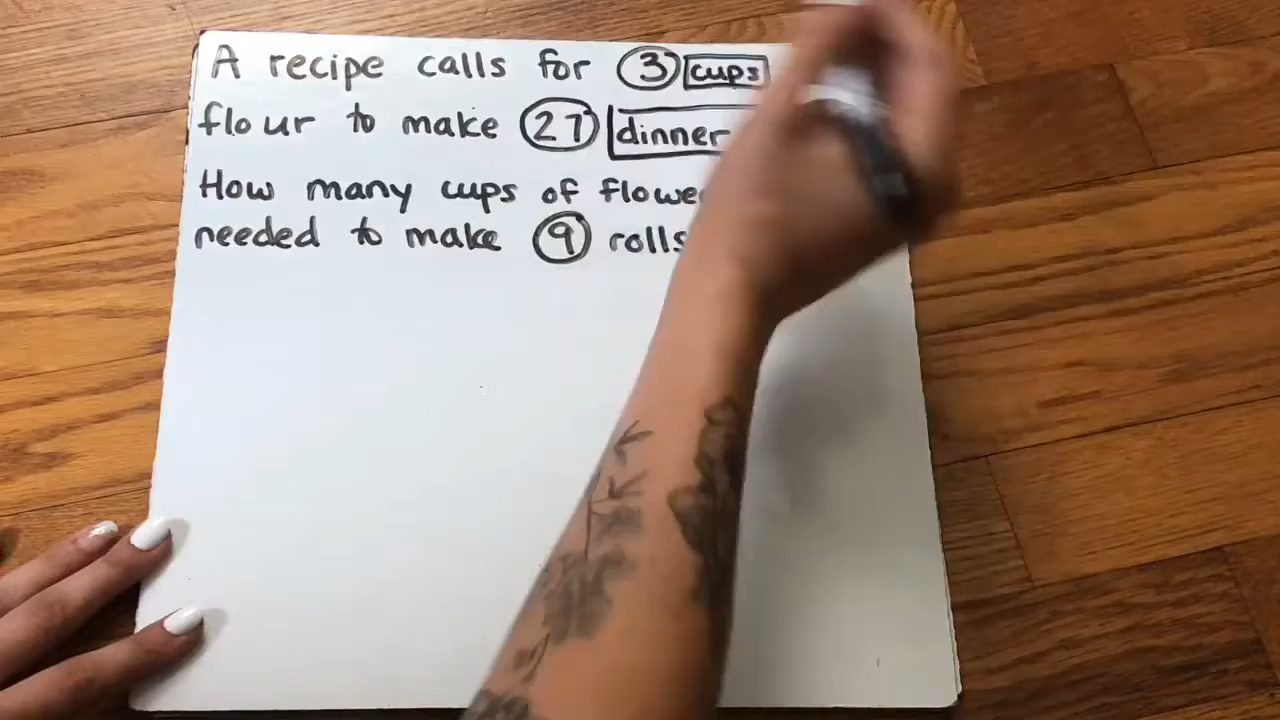 A recipe calls for 3 cups
flour to make 27 dinner
How many cups of
needed to make 9 rolls